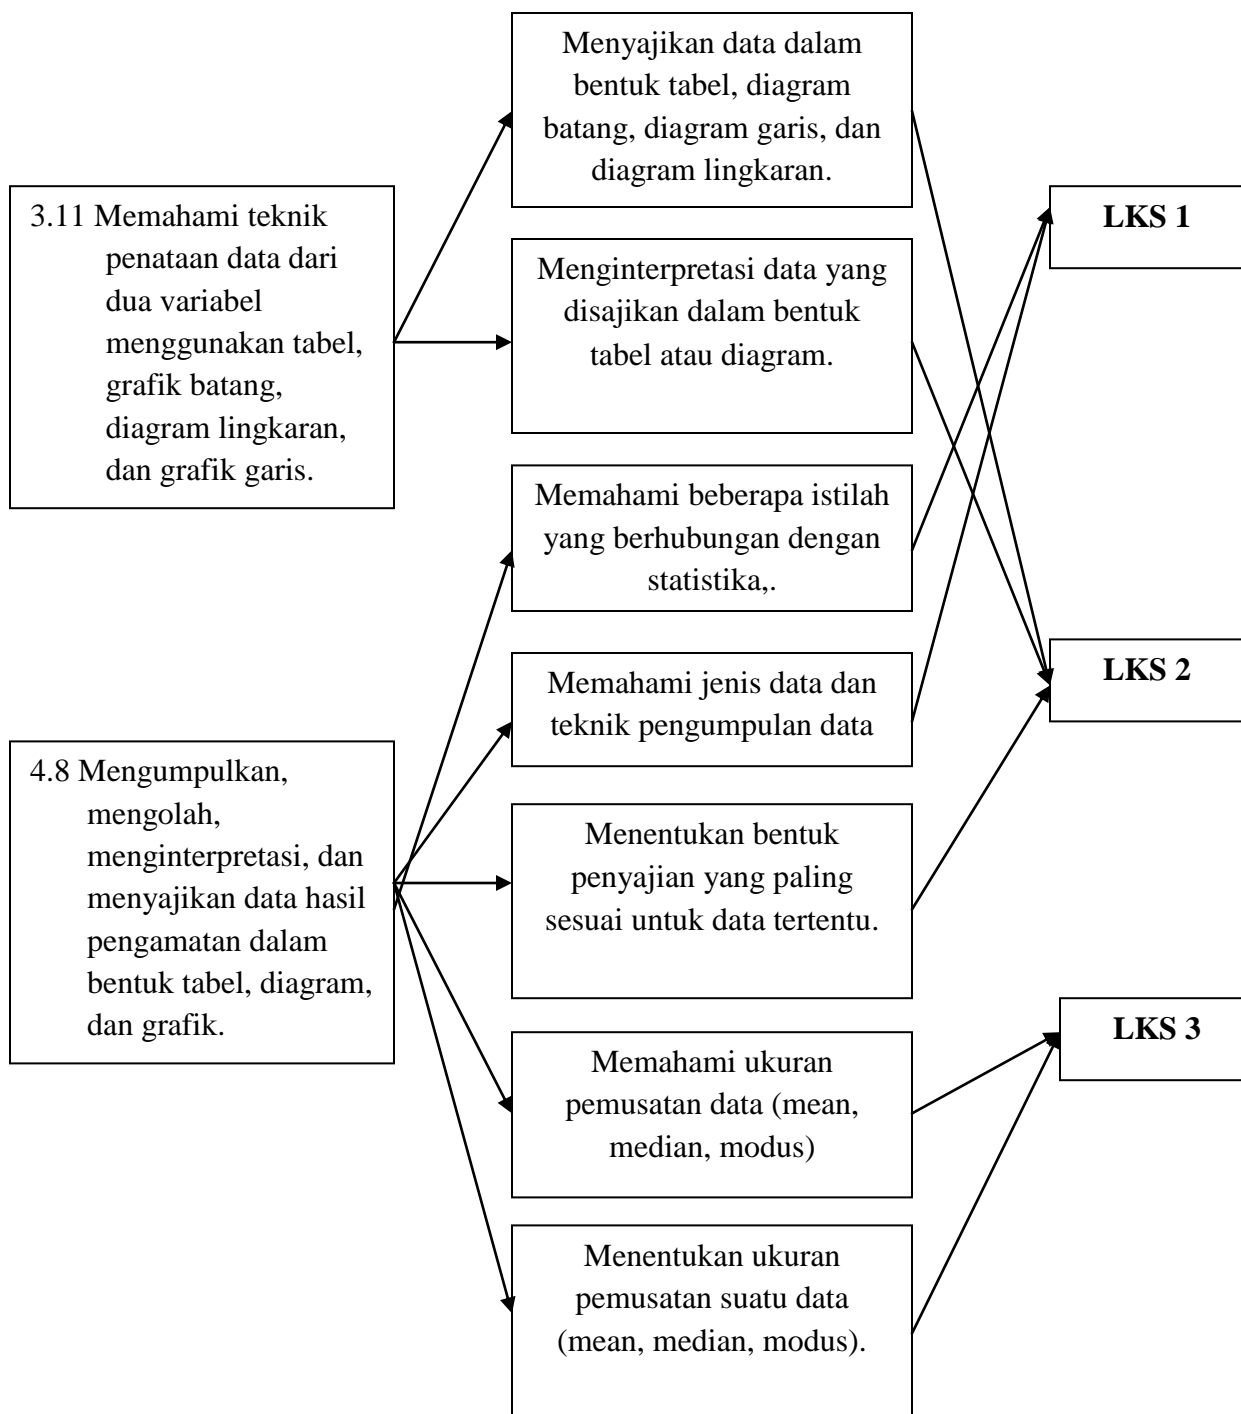 Menyajikan data dalam
bentuk tabel, diagram
batang, diagram garis, dan
diagram lingkaran.
3.11 Memahami teknik
penataan data dari
dua variabel
menggunakan tabel,
grafik batang,
diagram lingkaran,
dan grafik garis.
Menginterpretasi data yang
disajikan dalam bentuk
tabel atau diagram.
LKS 1
Memahami beberapa istilah
yang berhubungan dengan
statistika,.
Memahami jenis data dan
teknik pengumpulan data
LKS 2
4.8 Mengumpulkan,
mengolah,
menginterpretasi, dan
menyajikan data hasil
pengamatan dalam
bentuk tabel, diagram,
dan grafik.
Menentukan bentuk
penyajian yang paling
sesuai untuk data tertentu.
Memahami ukuran
pemusatan data (mean,
median, modus)
LKS 3
Menentukan ukuran
pemusatan suatu data
(mean, median, modus).